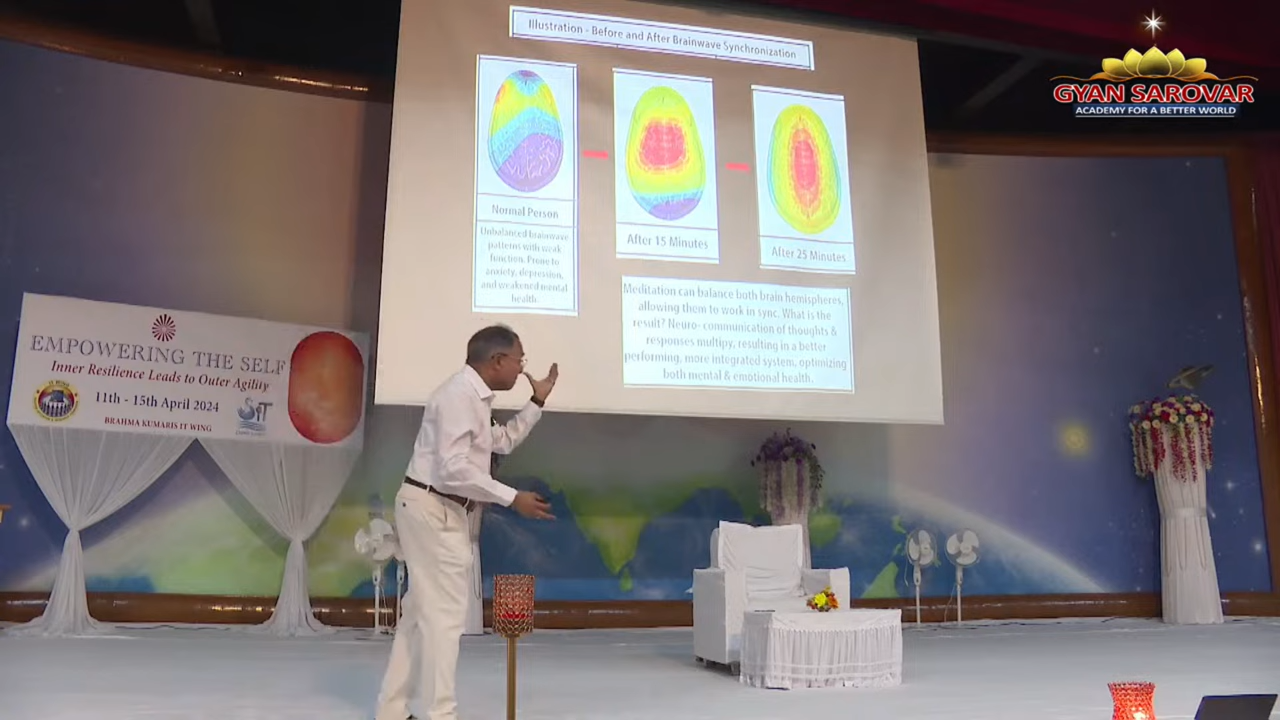 Illustration - Before and After Brainwave Synchronization
Normal Person
Unbalanced brainwave
patterns with weak
function. Prone to
anxiety, depression,
and weakened mental
health.
After 15 Minutes
After 25 Minutes
Meditation can balance both brain hemispheres,
allowing them to work in sync. What is the
result? Neuro- communication of thoughts &
responses multipy, resulting in a better
performing, more integrated system, optimizing
both mental & emotional health.
GYAN SAROVAR
ACADEMY FOR A BETTER WORLD
EMPOWERING THE SELF
Inner Resilience Leads to Outer Agility
11th - 15th April 2024
BRAHMA KUMARIS IT WING